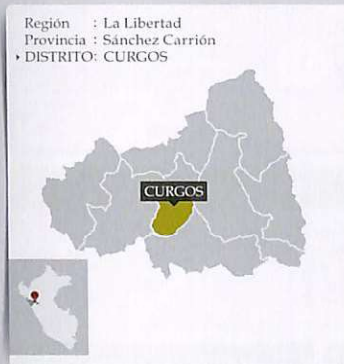 Región : La Libertad
Provincia : Sánchez Carrión
DISTRITO: CURGOS
CURGOS